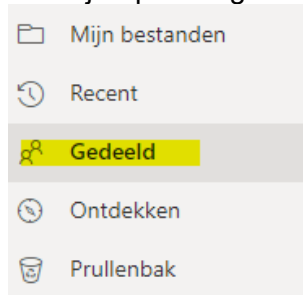 Mijn bestanden
Recent
Gedeeld
Ontdekken
Prullenbak